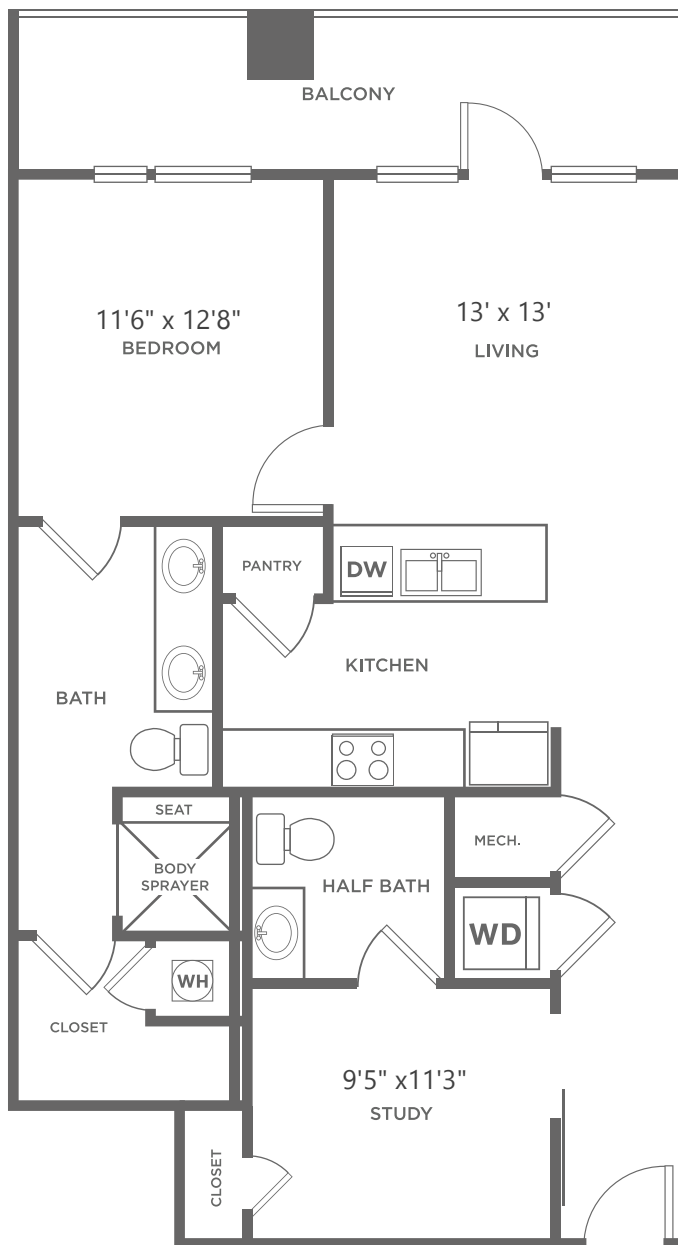 BALCONY
11'6" x 12'8"
BEDROOM
13' x 13'
LIVING
PANTRY
DW
KITCHEN
BATH
SEAT
BODY
SPRAYER
MECH.
HALF BATH
WD
WH
CLOSET
9'5" x11'3"
STUDY
CLOSET